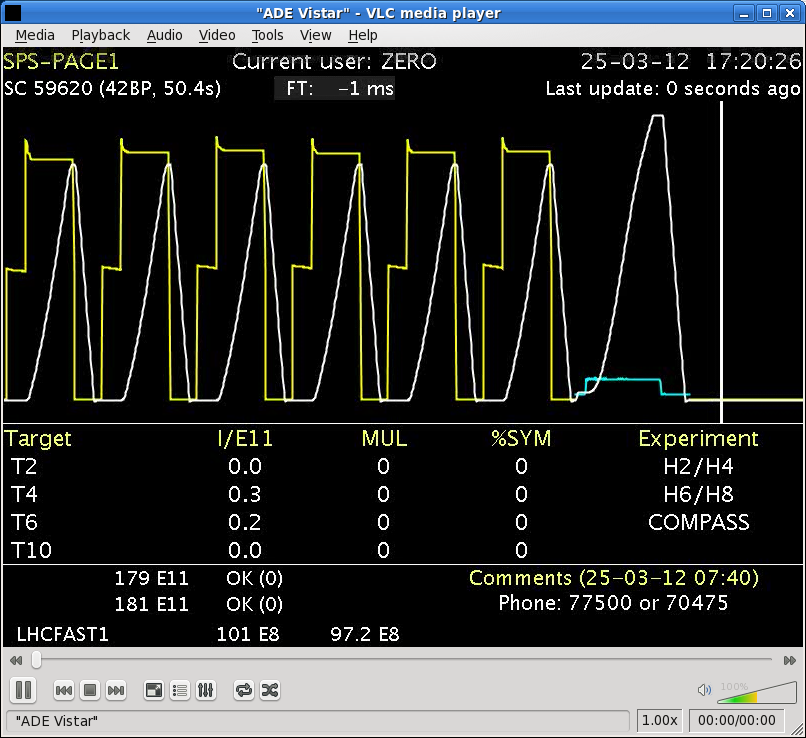 "ADE Vistar" - VLC media player
Media Playback Audio Video Tools View Help
SPS-PAGE1 Current user: ZERO 25-03-12 17:20:26
SC 59620 (42BP, 50.4s) FT: -1 ms Last update: 0 seconds ago
Target I/E11 MUL %SYM Experiment
T2 0.0 0 0 H2/H4
T4 0.3 0 0 H6/H8
T6 0.2 0 0 COMPASS
T10 0.0 0 0
179 E11 OK (0) Comments (25-03-12 07:40)
181 E11 OK (0) Phone: 77500 or 70475
LHCFAST1 101 E8 97.2 E8
100%
"ADE Vistar" 1.00x 00:00/00:00